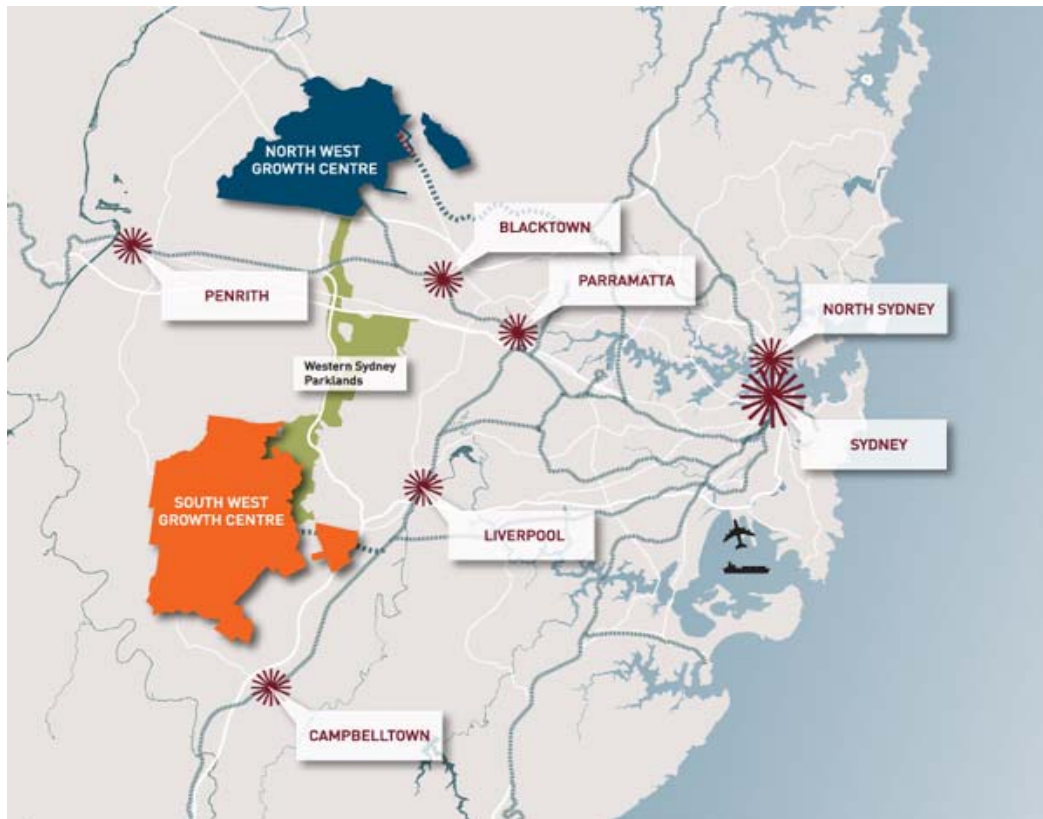 NORTH WEST
GROWTH CENTRE
BLACKTOWN
PARRAMATTA
PENRITH
NORTH SYDNEY
Western Sydney
Parklands
SYDNEY
SOUTH WEST
GROWTH CENTRE
LIVERPOOL
CAMPBELLTOWN